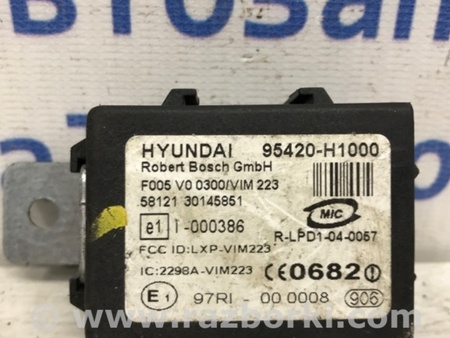 HYUNDAI 95420-H1000
Robert Bosch GmbH
F005 V0 0300/VIM 223
58121 30145851
MIC
e1 I-000386 R-LPD1-04-0057
FCC ID:LXP-VIM223
IC:2298A-VIM223 CE0682
E1 97RI - 00 0008 906
www.razborki.com